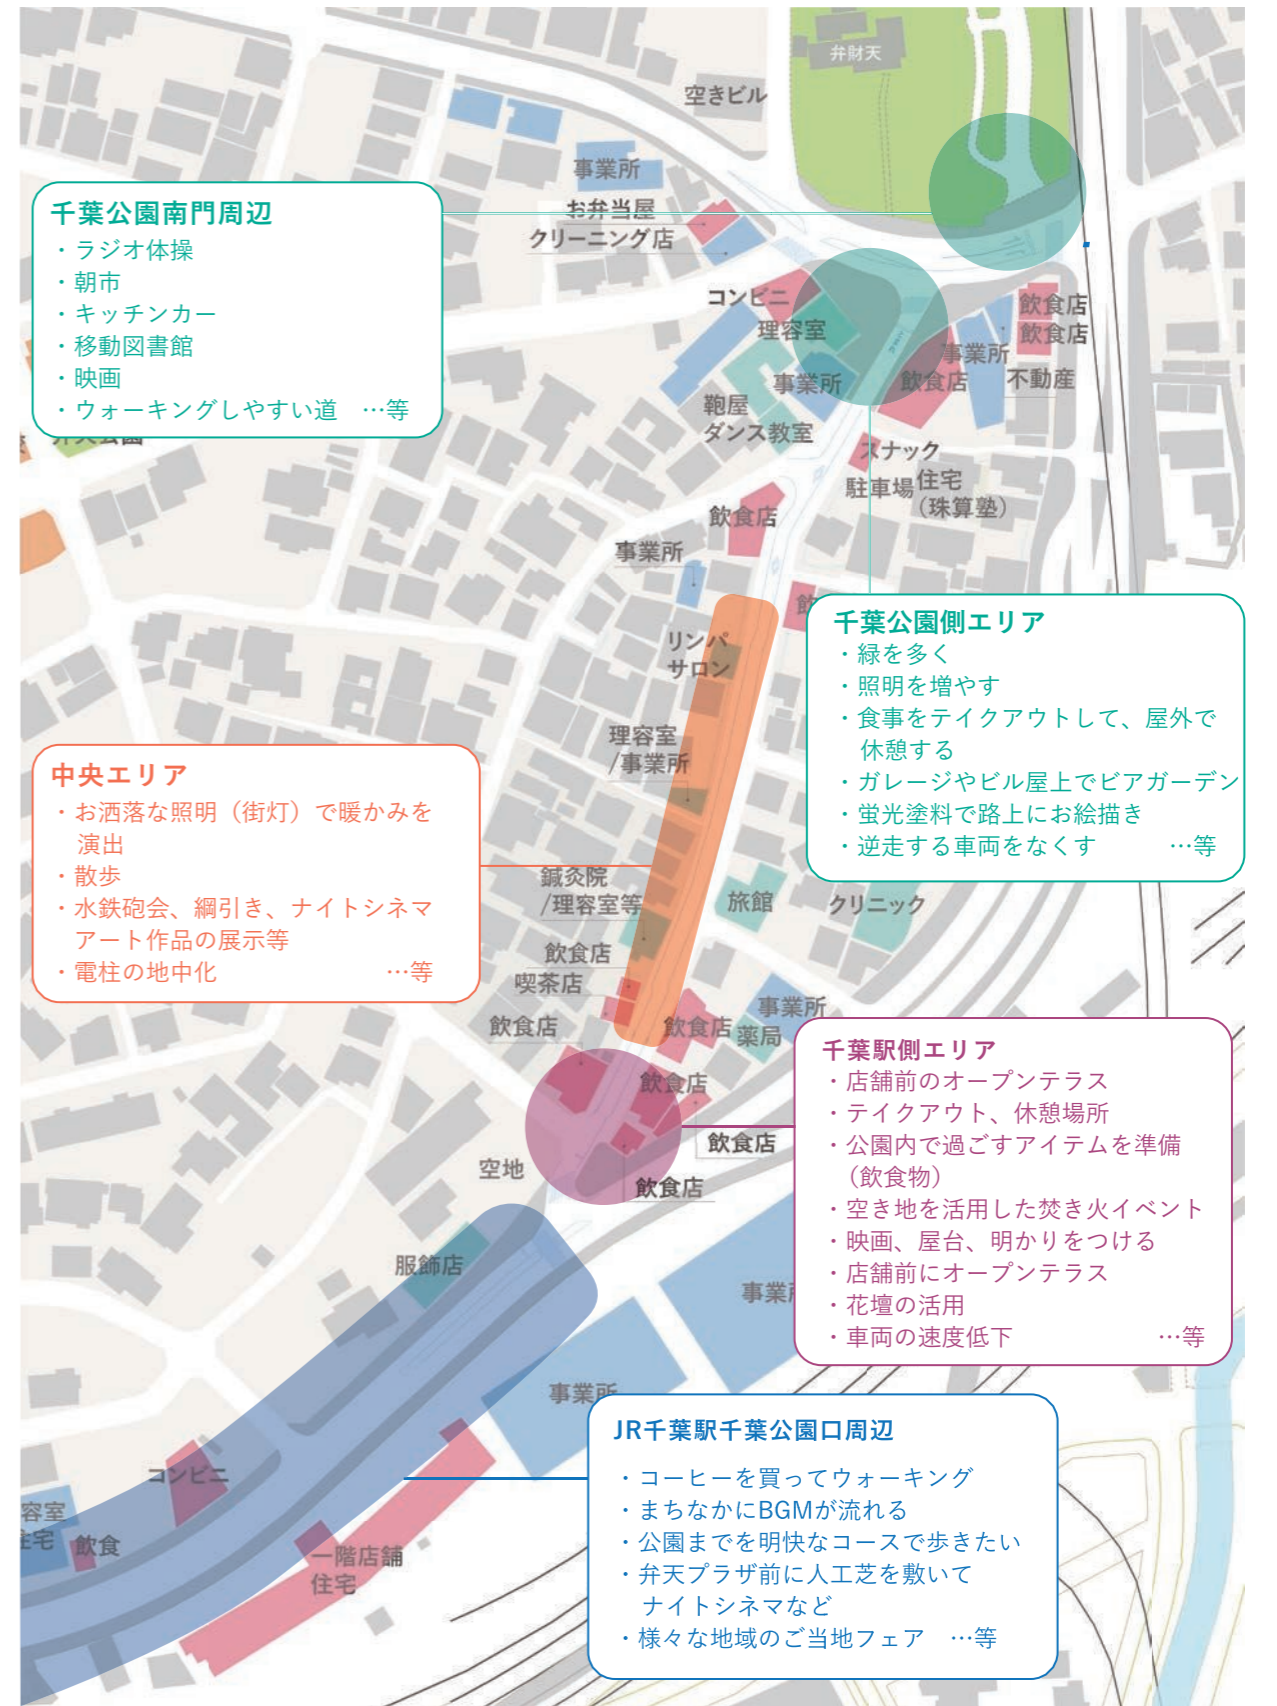 弁財天
空きビル
事業所
お弁当屋
クリーニング店
千葉公園南門周辺
・ラジオ体操
・朝市
・キッチンカー
・移動図書館
・映画
・ウォーキングしやすい道　…等
コンビニ
理容室
事業所
鞄屋
ダンス教室
飲食店
飲食店
事業所
飲食店
不動産
スナック
駐車場
住宅
（珠算塾）
飲食店
事業所
リンパ
サロン
千葉公園側エリア
・緑を多く
・照明を増やす
・食事をテイクアウトして、屋外で
休憩する
・ガレージやビル屋上でビアガーデン
・蛍光塗料で路上にお絵描き
・逆走する車両をなくす　…等
理容室
/事業所
中央エリア
・お洒落な照明（街灯）で暖かみを
演出
・散歩
・水鉄砲会、綱引き、ナイトシネマ
アート作品の展示等
・電柱の地中化　…等
鍼灸院
/理容室等
旅館
クリニック
飲食店
喫茶店
飲食店
飲食店
事業所
薬局
飲食店
飲食店
飲食店
空地
千葉駅側エリア
・店舗前のオープンテラス
・テイクアウト、休憩場所
・公園内で過ごすアイテムを準備
（飲食物）
・空き地を活用した焚き火イベント
・映画、屋台、明かりをつける
・店舗前にオープンテラス
・花壇の活用
・車両の速度低下　…等
服飾店
事業所
事業所
JR千葉駅千葉公園口周辺
・コーヒーを買ってウォーキング
・まちなかにBGMが流れる
・公園までを明快なコースで歩きたい
・弁天プラザ前に人工芝を敷いて
ナイトシネマなど
・様々な地域のご当地フェア　…等
コンビニ
容室
住宅
飲食
一階店舗
住宅